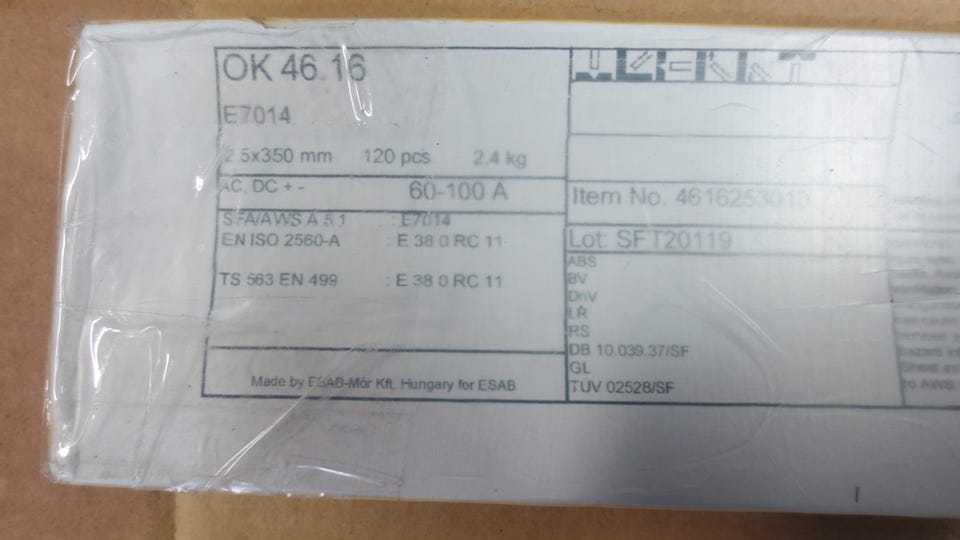 OK 46.16
E7014
2.5x350 mm 120 pcs 2.4 kg
AC, DC + -
60-100 A
SFA/AWS A 5.1 : E7014
EN ISO 2560-A : E 38 0 RC 11
TS 563 EN 499 : E 38 0 RC 11
Made by ESAB-Mór Kft. Hungary for ESAB
Item No. 4616253010
Lot: SFT20119
ABS
BV
DnV
LR
RS
DB 10.039.37/SF
GL
TUV 02528/SF
to AWS